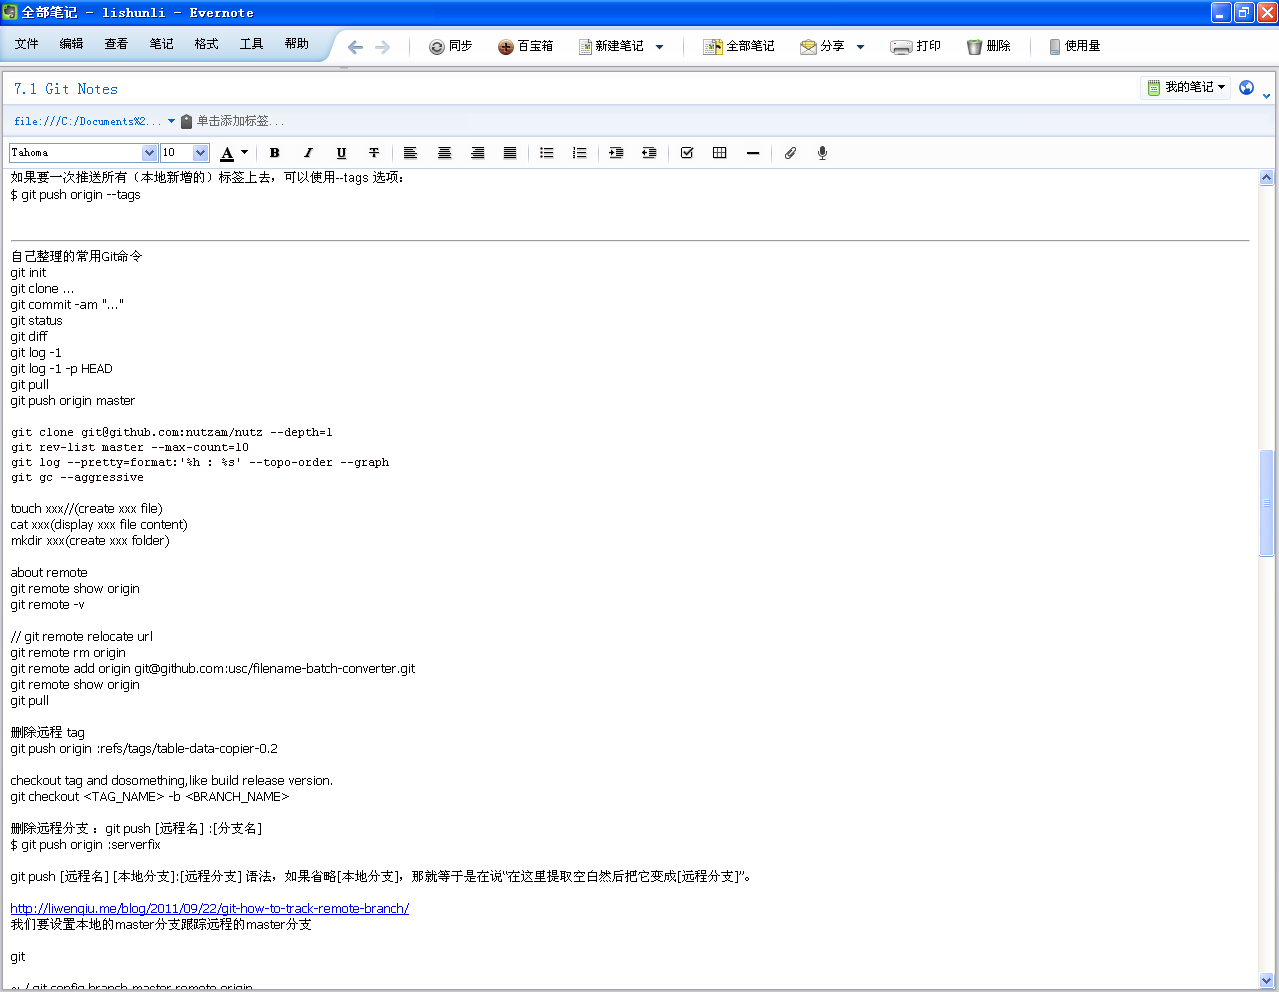 全部笔记 - lishunli - Evernote
文件 编辑 查看 笔记 格式 工具 帮助 同步 百宝箱 新建笔记 全部笔记 分享 打印 删除 使用量
7.1 Git Notes 我的笔记
file:///C:/Documents%2... 单击添加标签...
Tahoma 10 A B I U T
如果要一次推送所有（本地新增的）标签上去，可以使用--tags 选项：
$ git push origin --tags
自己整理的常用Git命令
git init
git clone ...
git commit -am "..."
git status
git diff
git log -1
git log -1 -p HEAD
git pull
git push origin master
git clone git@github.com:nutzam/nutz --depth=1
git rev-list master --max-count=10
git log --pretty=format:'%h : %s' --topo-order --graph
git gc --aggressive
touch xxx//(create xxx file)
cat xxx(display xxx file content)
mkdir xxx(create xxx folder)
about remote
git remote show origin
git remote -v
// git remote relocate url
git remote rm origin
git remote add origin git@github.com:usc/filename-batch-converter.git
git remote show origin
git pull
删除远程 tag
git push origin :refs/tags/table-data-copier-0.2
checkout tag and dosomething,like build release version.
git checkout <TAG_NAME> -b <BRANCH_NAME>
删除远程分支 ：git push [远程名] :[分支名]
$ git push origin :serverfix
git push [远程名] [本地分支]:[远程分支] 语法，如果省略[本地分支]，那就等于是在说“在这里提取空白然后把它变成[远程分支]”。
http://liwenqiu.me/blog/2011/09/22/git-how-to-track-remote-branch/
我们要设置本地的master分支跟踪远程的master分支
git
~ / git config branch.master.remote origin